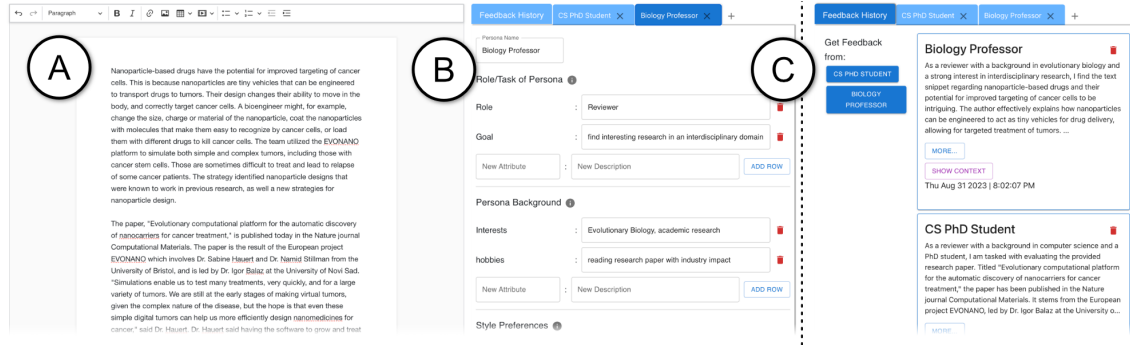 Paragraph
B I
A
Nanoparticle-based drugs have the potential for improved targeting of cancer
cells. This is because nanoparticles are tiny vehicles that can be engineered
to transport drugs to tumors. Their design changes their ability to move in the
body, and correctly target cancer cells. A bioengineer might, for example,
change the size, charge or material of the nanoparticle, coat the nanoparticles
with molecules that make them easy to recognize by cancer cells, or load
them with different drugs to kill cancer cells. The team utilized the EVONANO
platform to simulate both simple and complex tumors, including those with
cancer stem cells. Those are sometimes difficult to treat and lead to relapse
of some cancer patients. The strategy identified nanoparticle designs that
were known to work in previous research, as well a new strategies for
nanoparticle design.
The paper, "Evolutionary computational platform for the automatic discovery
of nanocarriers for cancer treatment," is published today in the Nature journal
Computational Materials. The paper is the result of the European project
EVONANO which involves Dr. Sabine Hauert and Dr. Namid Stillman from the
University of Bristol, and is led by Dr. Igor Balaz at the University of Novi Sad.
"Simulations enable us to test many treatments, very quickly, and for a large
variety of tumors. We are still at the early stages of making virtual tumors,
given the complex nature of the disease, but the hope is that even these
simple digital tumors can help us more efficiently design nanomedicines for
cancer," said Dr. Hauert. Dr. Hauert said having the software to grow and treat
B
Feedback History CS PhD Student Biology Professor +
Persona Name
Biology Professor
Role/Task of Persona
Role : Reviewer
Goal : find interesting research in an interdisciplinary domain
New Attribute : New Description ADD ROW
Persona Background
Interests : Evolutionary Biology, academic research
hobbies : reading research paper with industry impact
New Attribute : New Description ADD ROW
Style Preferences
C
Feedback History CS PhD Student Biology Professor +
Get Feedback
from:
CS PHD STUDENT
BIOLOGY
PROFESSOR
Biology Professor
As a reviewer with a background in evolutionary biology and
a strong interest in interdisciplinary research, I find the text
snippet regarding nanoparticle-based drugs and their
potential for improved targeting of cancer cells to be
intriguing. The author effectively explains how nanoparticles
can be engineered to act as tiny vehicles for drug delivery,
allowing for targeted treatment of tumors. ...
MORE...
SHOW CONTEXT
Thu Aug 31 2023 | 8:02:07 PM
CS PhD Student
As a reviewer with a background in computer science and a
PhD student, I am tasked with evaluating the provided
research paper. Titled "Evolutionary computational platform
for the automatic discovery of nanocarriers for cancer
treatment," the paper has been published in the Nature
journal Computational Materials. It stems from the European
project EVONANO, led by Dr. Igor Balaz at the University o...
MORE...